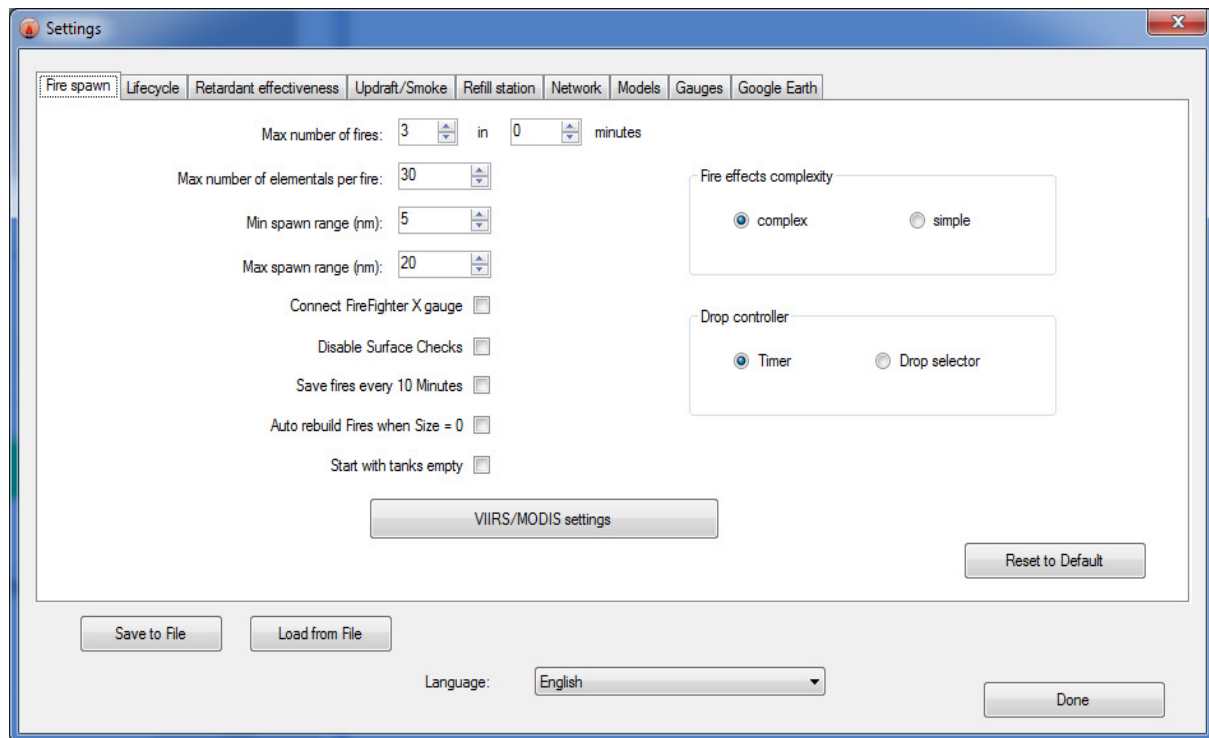 Settings
Fire spawn Lifecycle Retardant effectiveness Updraft/Smoke Refill station Network Models Gauges Google Earth
Max number of fires: 3 in 0 minutes
Max number of elementals per fire: 30
Min spawn range (nm): 5
Max spawn range (nm): 20
Connect FireFighter X gauge
Disable Surface Checks
Save fires every 10 Minutes
Auto rebuild Fires when Size = 0
Start with tanks empty
VIIRS/MODIS settings
Fire effects complexity
complex simple
Drop controller
Timer Drop selector
Reset to Default
Save to File Load from File
Language: English
Done